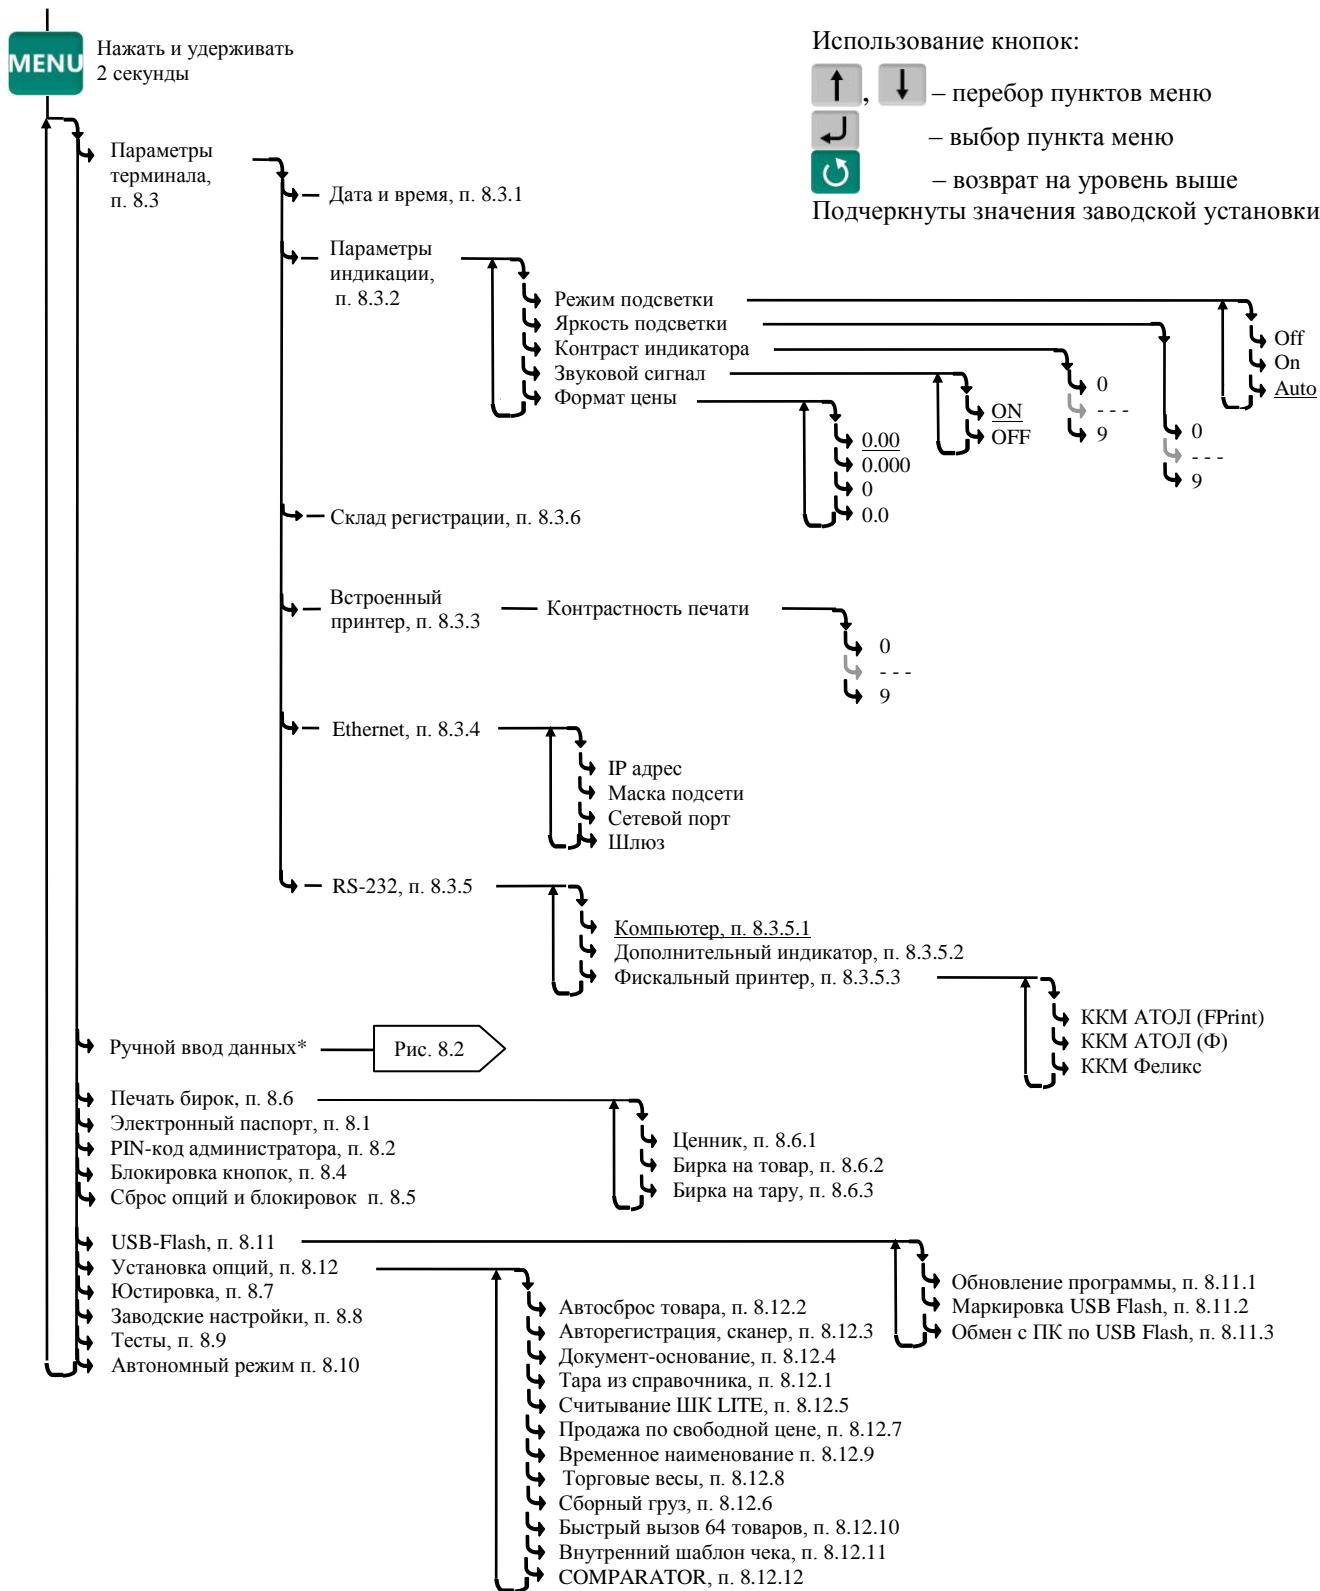 MENU
Нажать и удерживать
2 секунды
Использование кнопок:
, – перебор пунктов меню
– выбор пункта меню
– возврат на уровень выше
Подчеркнуты значения заводской установки
Параметры
терминала,
п. 8.3
Дата и время, п. 8.3.1
Параметры
индикации,
п. 8.3.2
Режим подсветки
Яркость подсветки
Контраст индикатора
Звуковой сигнал
Формат цены
Off
On
Auto
0
- - -
9
0
- - -
9
ON
OFF
0.00
0.000
0
0.0
Склад регистрации, п. 8.3.6
Встроенный
принтер, п. 8.3.3
Контрастность печати
0
- - -
9
Ethernet, п. 8.3.4
IP адрес
Маска подсети
Сетевой порт
Шлюз
RS-232, п. 8.3.5
Компьютер, п. 8.3.5.1
Дополнительный индикатор, п. 8.3.5.2
Фискальный принтер, п. 8.3.5.3
ККМ АТОЛ (FPrint)
ККМ АТОЛ (Ф)
ККМ Феликс
Ручной ввод данных*
Рис. 8.2
Печать бирок, п. 8.6
Электронный паспорт, п. 8.1
PIN-код администратора, п. 8.2
Блокировка кнопок, п. 8.4
Сброс опций и блокировок п. 8.5
Ценник, п. 8.6.1
Бирка на товар, п. 8.6.2
Бирка на тару, п. 8.6.3
USB-Flash, п. 8.11
Установка опций, п. 8.12
Юстировка, п. 8.7
Заводские настройки, п. 8.8
Тесты, п. 8.9
Автономный режим п. 8.10
Обновление программы, п. 8.11.1
Маркировка USB Flash, п. 8.11.2
Обмен с ПК по USB Flash, п. 8.11.3
Автосброс товара, п. 8.12.2
Авторегистрация, сканер, п. 8.12.3
Документ-основание, п. 8.12.4
Тара из справочника, п. 8.12.1
Считывание ШК LITE, п. 8.12.5
Продажа по свободной цене, п. 8.12.7
Временное наименование п. 8.12.9
Торговые весы, п. 8.12.8
Сборный груз, п. 8.12.6
Быстрый вызов 64 товаров, п. 8.12.10
Внутренний шаблон чека, п. 8.12.11
COMPARATOR, п. 8.12.12